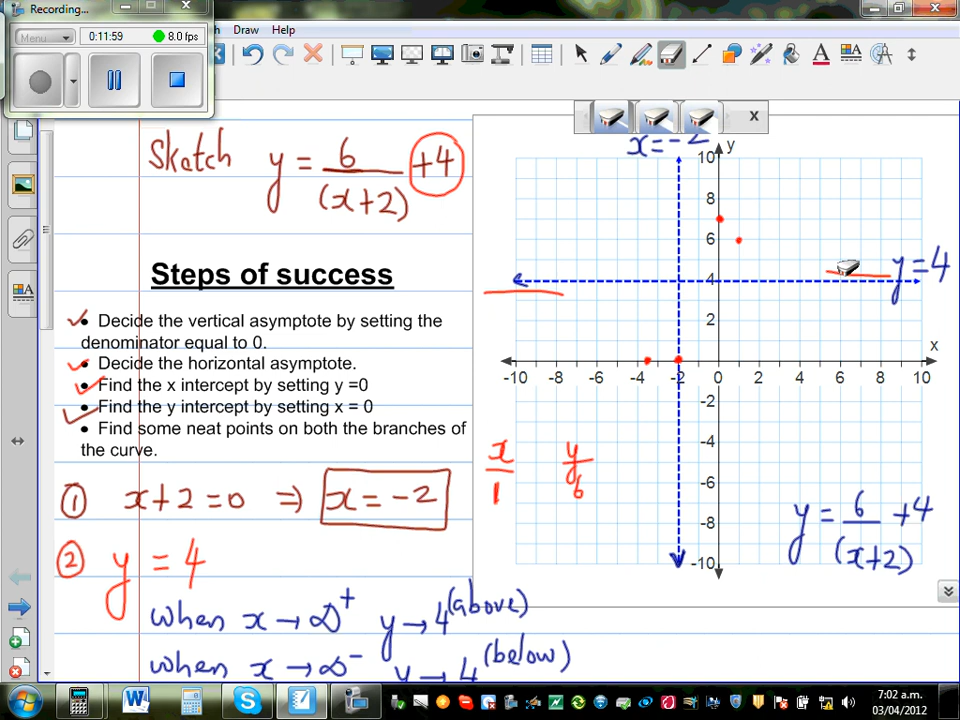 Recording...
Menu
0:11:59
8.0 fps
Draw Help
Sketch y = 6/(x+2) +4
Steps of success
• Decide the vertical asymptote by setting the
denominator equal to 0.
• Decide the horizontal asymptote.
• Find the x intercept by setting y =0
• Find the y intercept by setting x = 0
• Find some neat points on both the branches of
the curve.
① x+2=0 ⇒ x=-2
② y = 4
when x→∞⁺ y→4 (above)
when x→∞⁻ y→4 (below)
x
x=-2
y
10
8
6
4
2
y=4
x
-10 -8 -6 -4 -2 0 2 4 6 8 10
-2
-4
-6
-8
-10
x y
1 6
y = 6/(x+2) +4
7:02 a.m.
03/04/2012